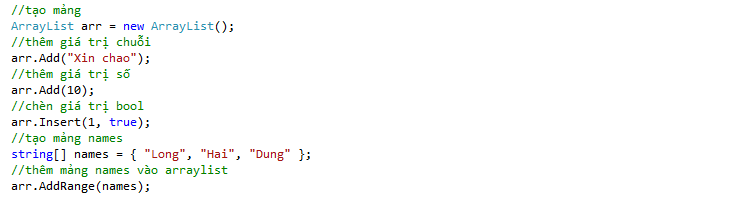 //tạo mảng
ArrayList arr = new ArrayList();
//thêm giá trị chuỗi
arr.Add("Xin chao");
//thêm giá trị số
arr.Add(10);
//chèn giá trị bool
arr.Insert(1, true);
//tạo mảng names
string[] names = { "Long", "Hai", "Dung" };
//thêm mảng names vào arraylist
arr.AddRange(names);